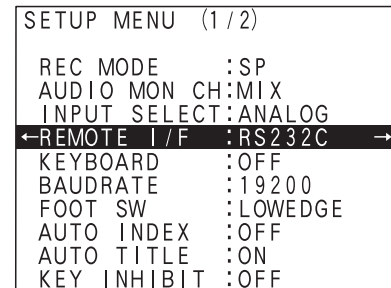 SETUP MENU (1/2)
REC MODE :SP
AUDIO MON CH:MIX
INPUT SELECT:ANALOG
←REMOTE I/F :RS232C →
KEYBOARD :OFF
BAUDRATE :19200
FOOT SW :LOWEDGE
AUTO INDEX :OFF
AUTO TITLE :ON
KEY INHIBIT :OFF